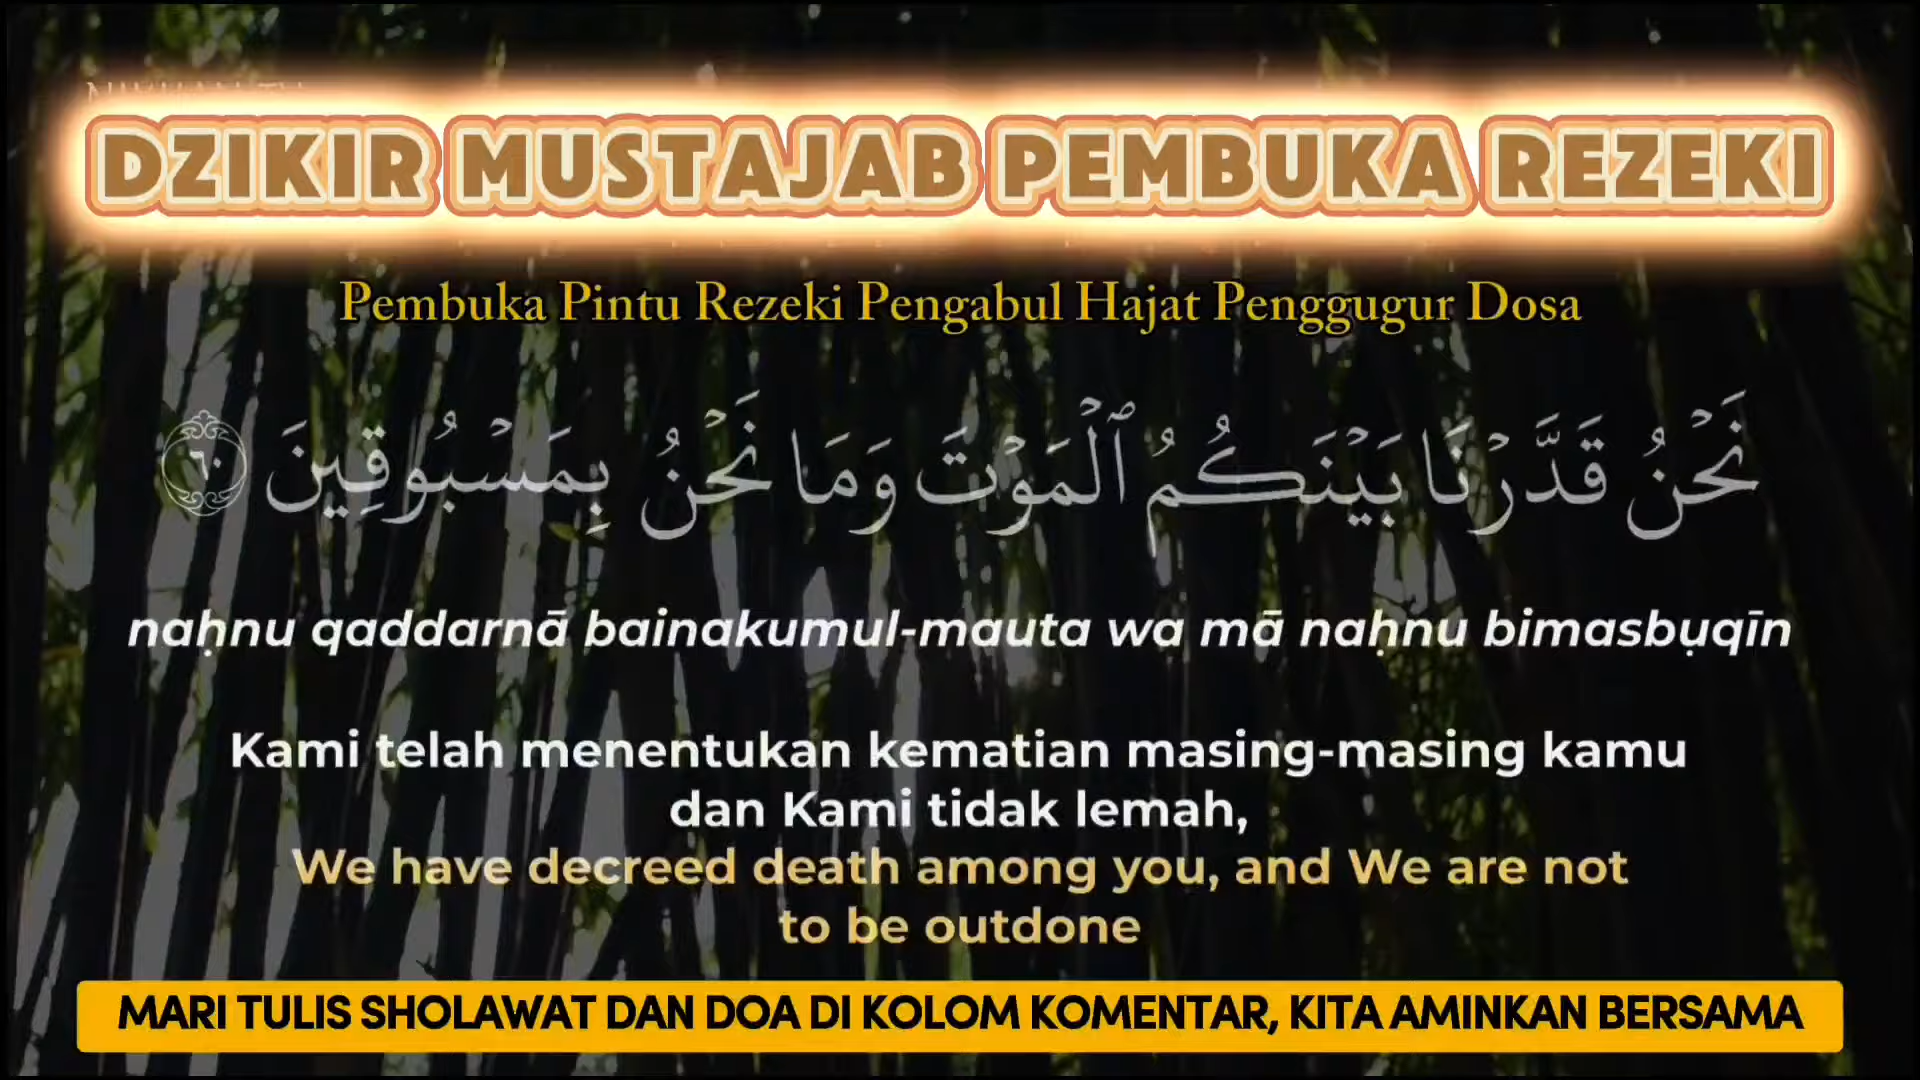 DZIKIR MUSTAJAB PEMBUKA REZEKI
Pembuka Pintu Rezeki Pengabul Hajat Penggugur Dosa
نَحۡنُ قَدَّرۡنَا بَيۡنَكُمُ ٱلۡمَوۡتَ وَمَا نَحۡنُ بِمَسۡبُوقِينَ ٦٠
naḥnu qaddarnā bainakumul-mauta wa mā naḥnu bimasbụqīn
Kami telah menentukan kematian masing-masing kamu
dan Kami tidak lemah,
We have decreed death among you, and We are not
to be outdone
MARI TULIS SHOLAWAT DAN DOA DI KOLOM KOMENTAR, KITA AMINKAN BERSAMA